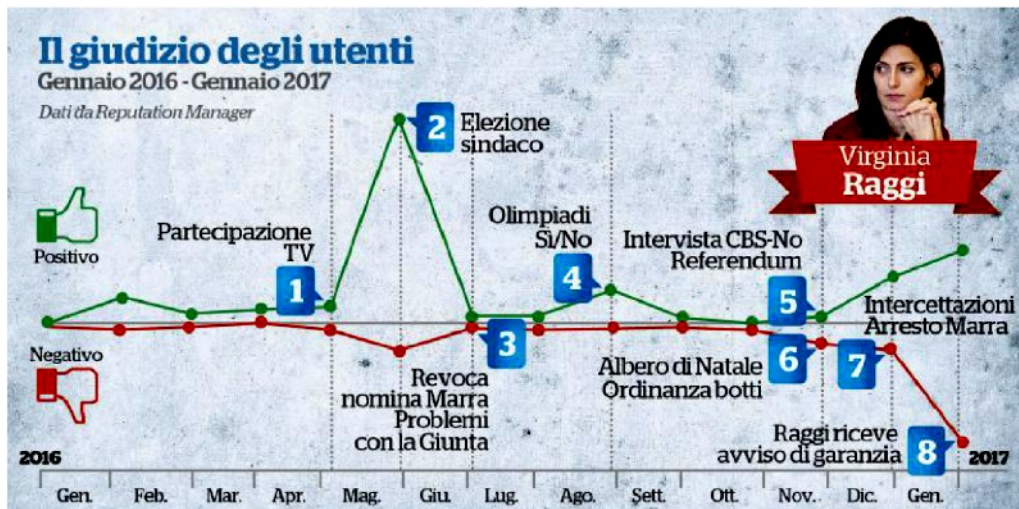 Il giudizio degli utenti
Gennaio 2016 - Gennaio 2017
Dati da Reputation Manager
Virginia
Raggi
2
Elezione
sindaco
Positivo
Partecipazione
TV
1
Olimpiadi
Sì/No
4
Intervista CBS-No
Referendum
5
Intercettazioni
Arresto Marra
Negativo
3
Revoca
nomina Marra
Problemi
con la Giunta
Albero di Natale
Ordinanza botti
6
7
Raggi riceve
avviso di garanzia
8
2016
2017
Gen. Feb. Mar. Apr. Mag. Giu. Lug. Ago. Sett. Ott. Nov. Dic. Gen.